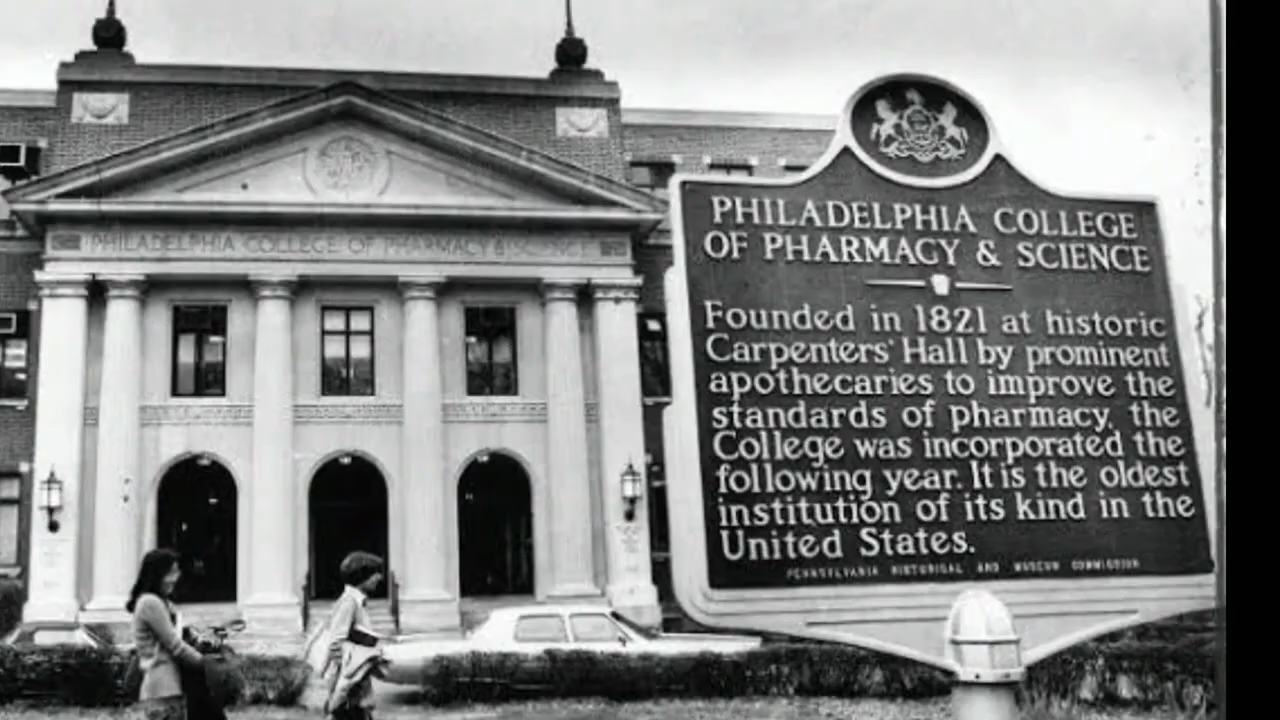 PHILADELPHIA COLLEGE OF PHARMACY & SCIENCE
PHILADELPHIA COLLEGE
OF PHARMACY & SCIENCE
Founded in 1821 at historic
Carpenters' Hall by prominent
apothecaries to improve the
standards of pharmacy, the
College was incorporated the
following year. It is the oldest
institution of its kind in the
United States.
PENNSYLVANIA HISTORICAL AND MUSEUM COMMISSION